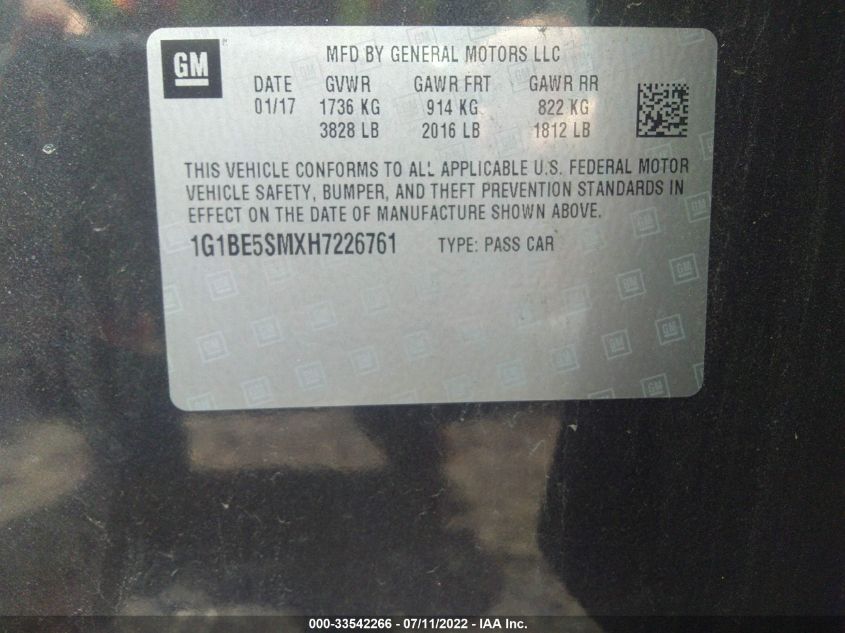 GM
MFD BY GENERAL MOTORS LLC
DATE GVWR GAWR FRT GAWR RR
01/17 1736 KG 914 KG 822 KG
3828 LB 2016 LB 1812 LB
THIS VEHICLE CONFORMS TO ALL APPLICABLE U.S. FEDERAL MOTOR
VEHICLE SAFETY, BUMPER, AND THEFT PREVENTION STANDARDS IN
EFFECT ON THE DATE OF MANUFACTURE SHOWN ABOVE.
1G1BE5SMXH7226761 TYPE: PASS CAR
000-33542266 - 07/11/2022 - IAA Inc.